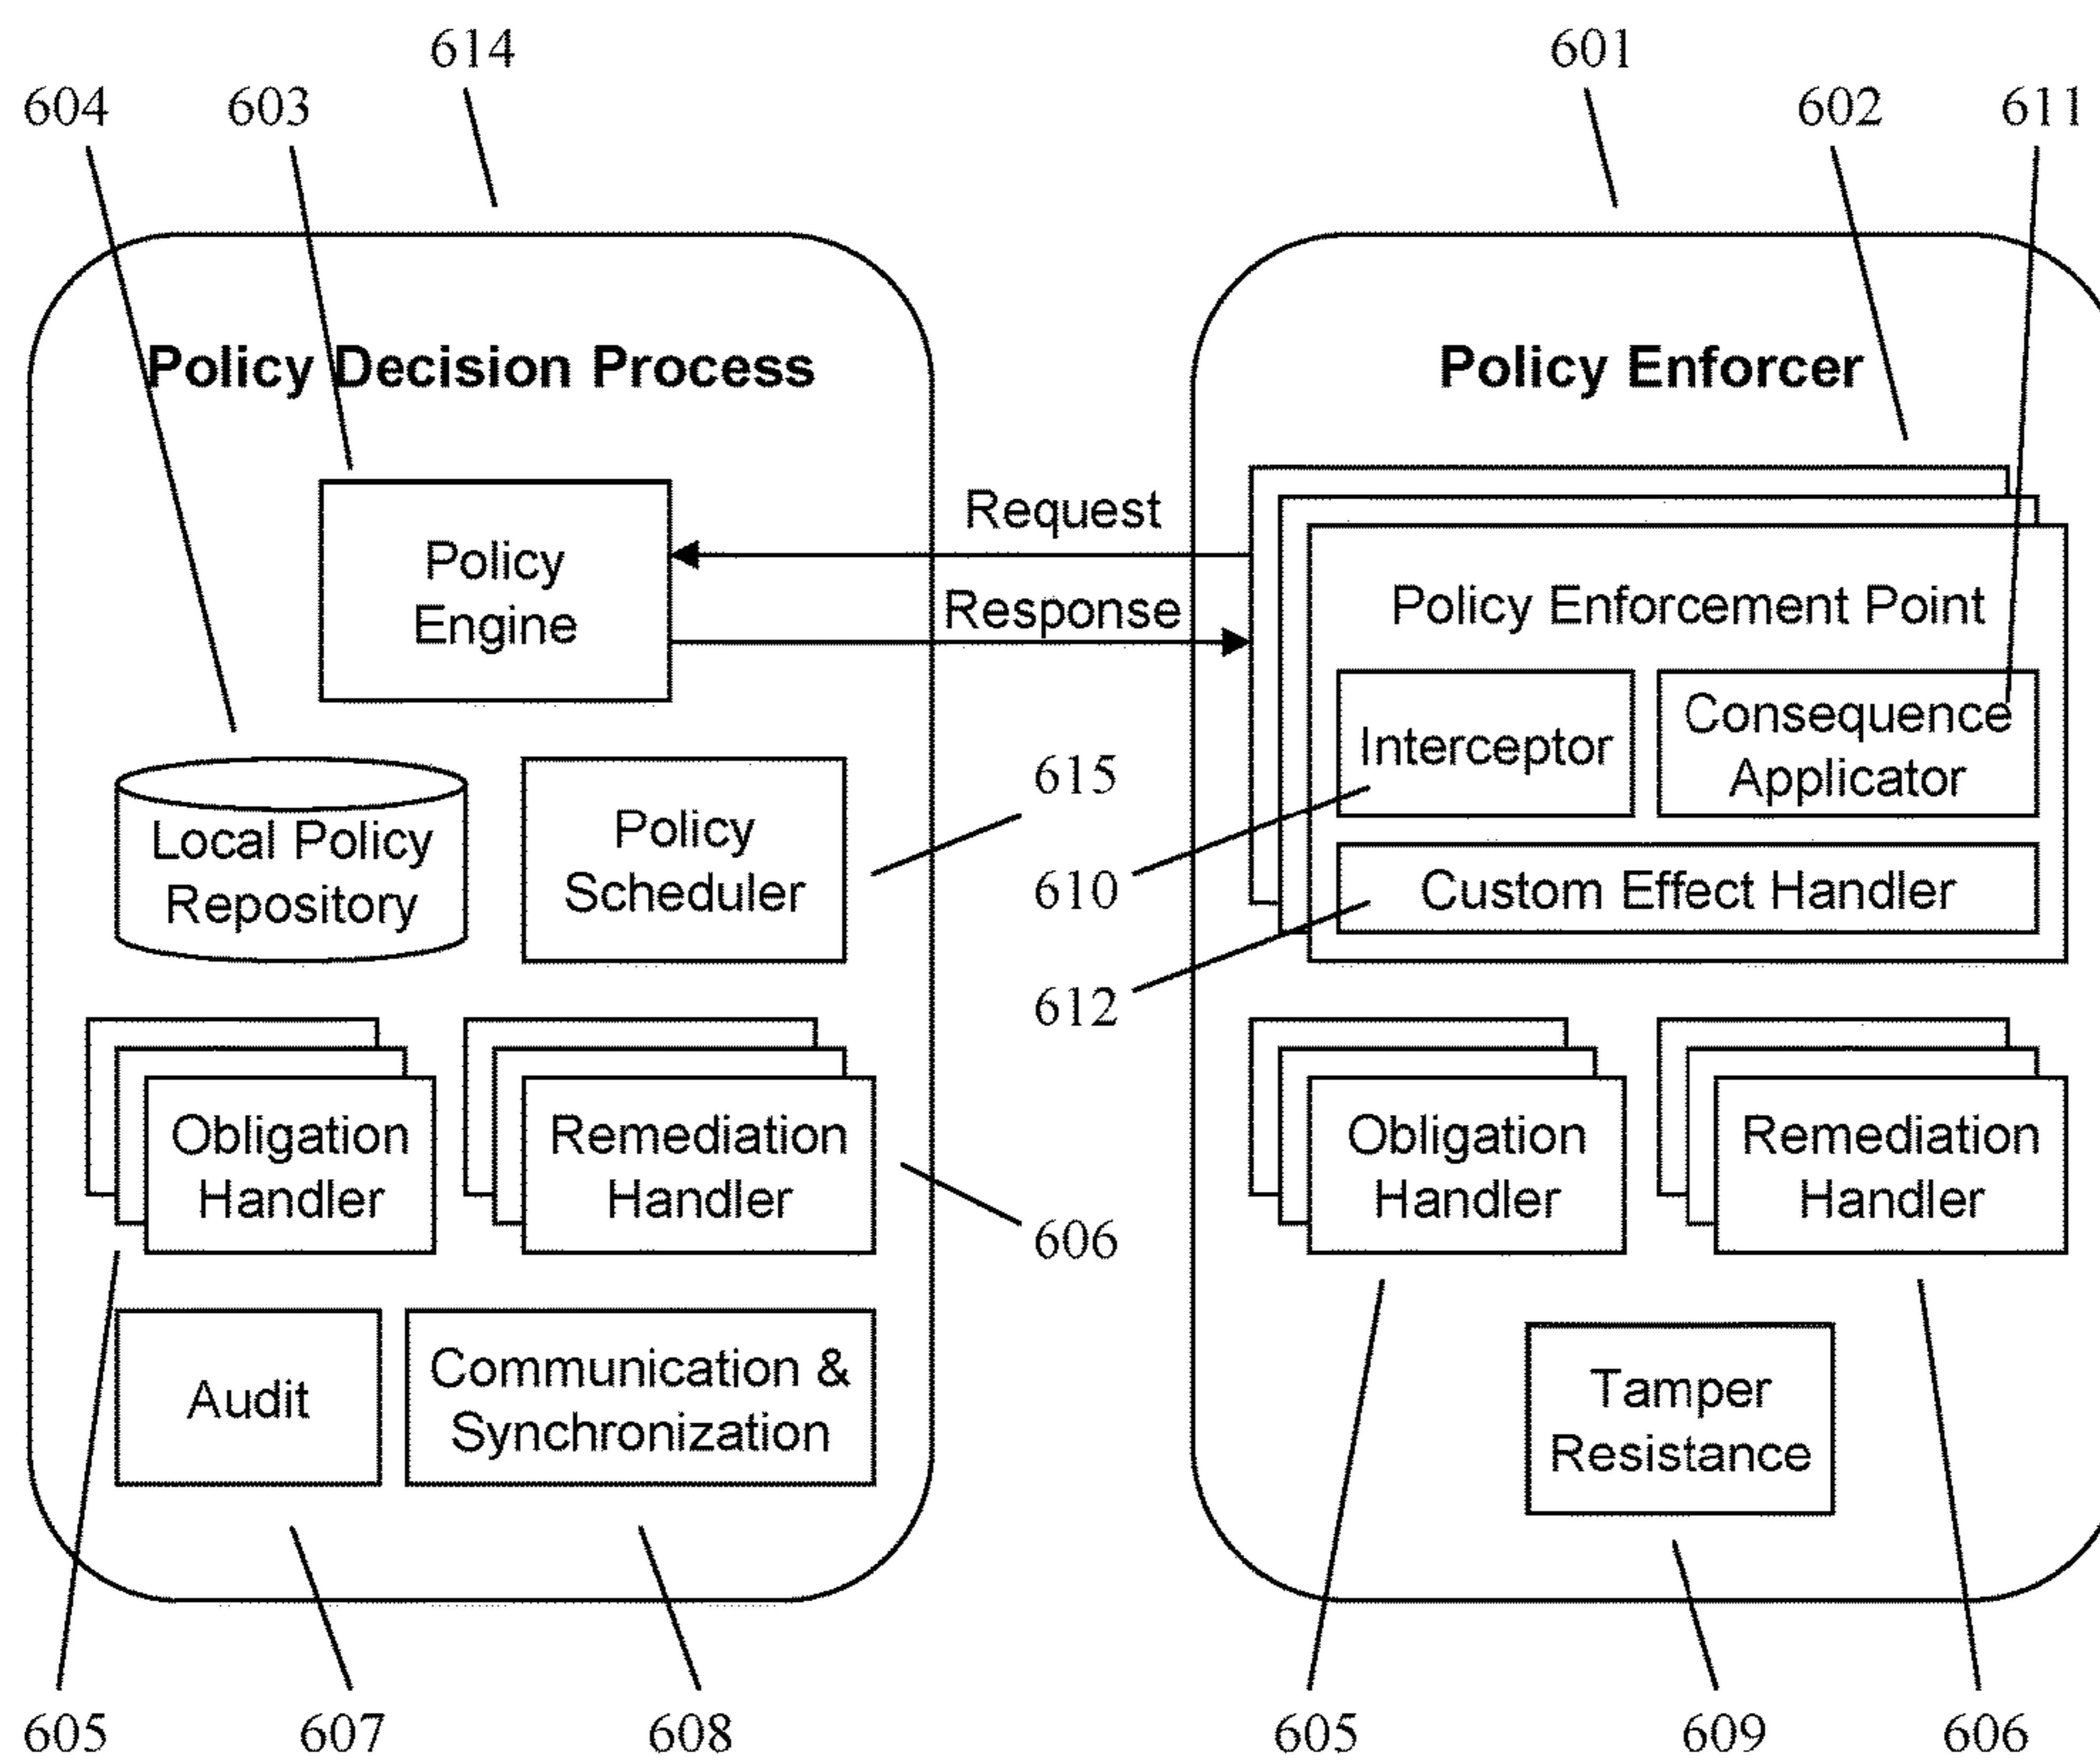 614
601
604
603
602
611
Policy Decision Process
Policy Enforcer
Request
Policy
Engine
Response
Policy Enforcement Point
Interceptor
Consequence
Applicator
615
Local Policy
Repository
Policy
Scheduler
610
Custom Effect Handler
612
Obligation
Handler
Remediation
Handler
606
Obligation
Handler
Remediation
Handler
Audit
Communication &
Synchronization
Tamper
Resistance
605
607
608
605
609
606